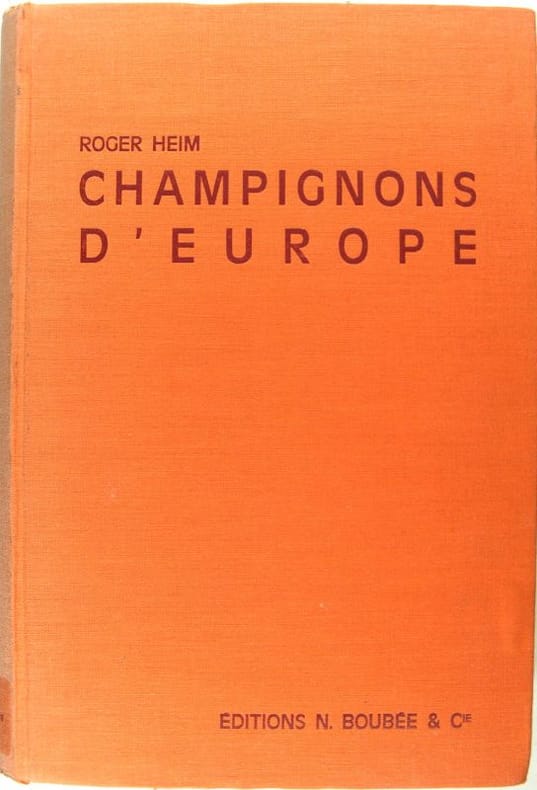 ROGER HEIM
CHAMPIGNONS
D'EUROPE
ÉDITIONS N. BOUBÉE & CIE